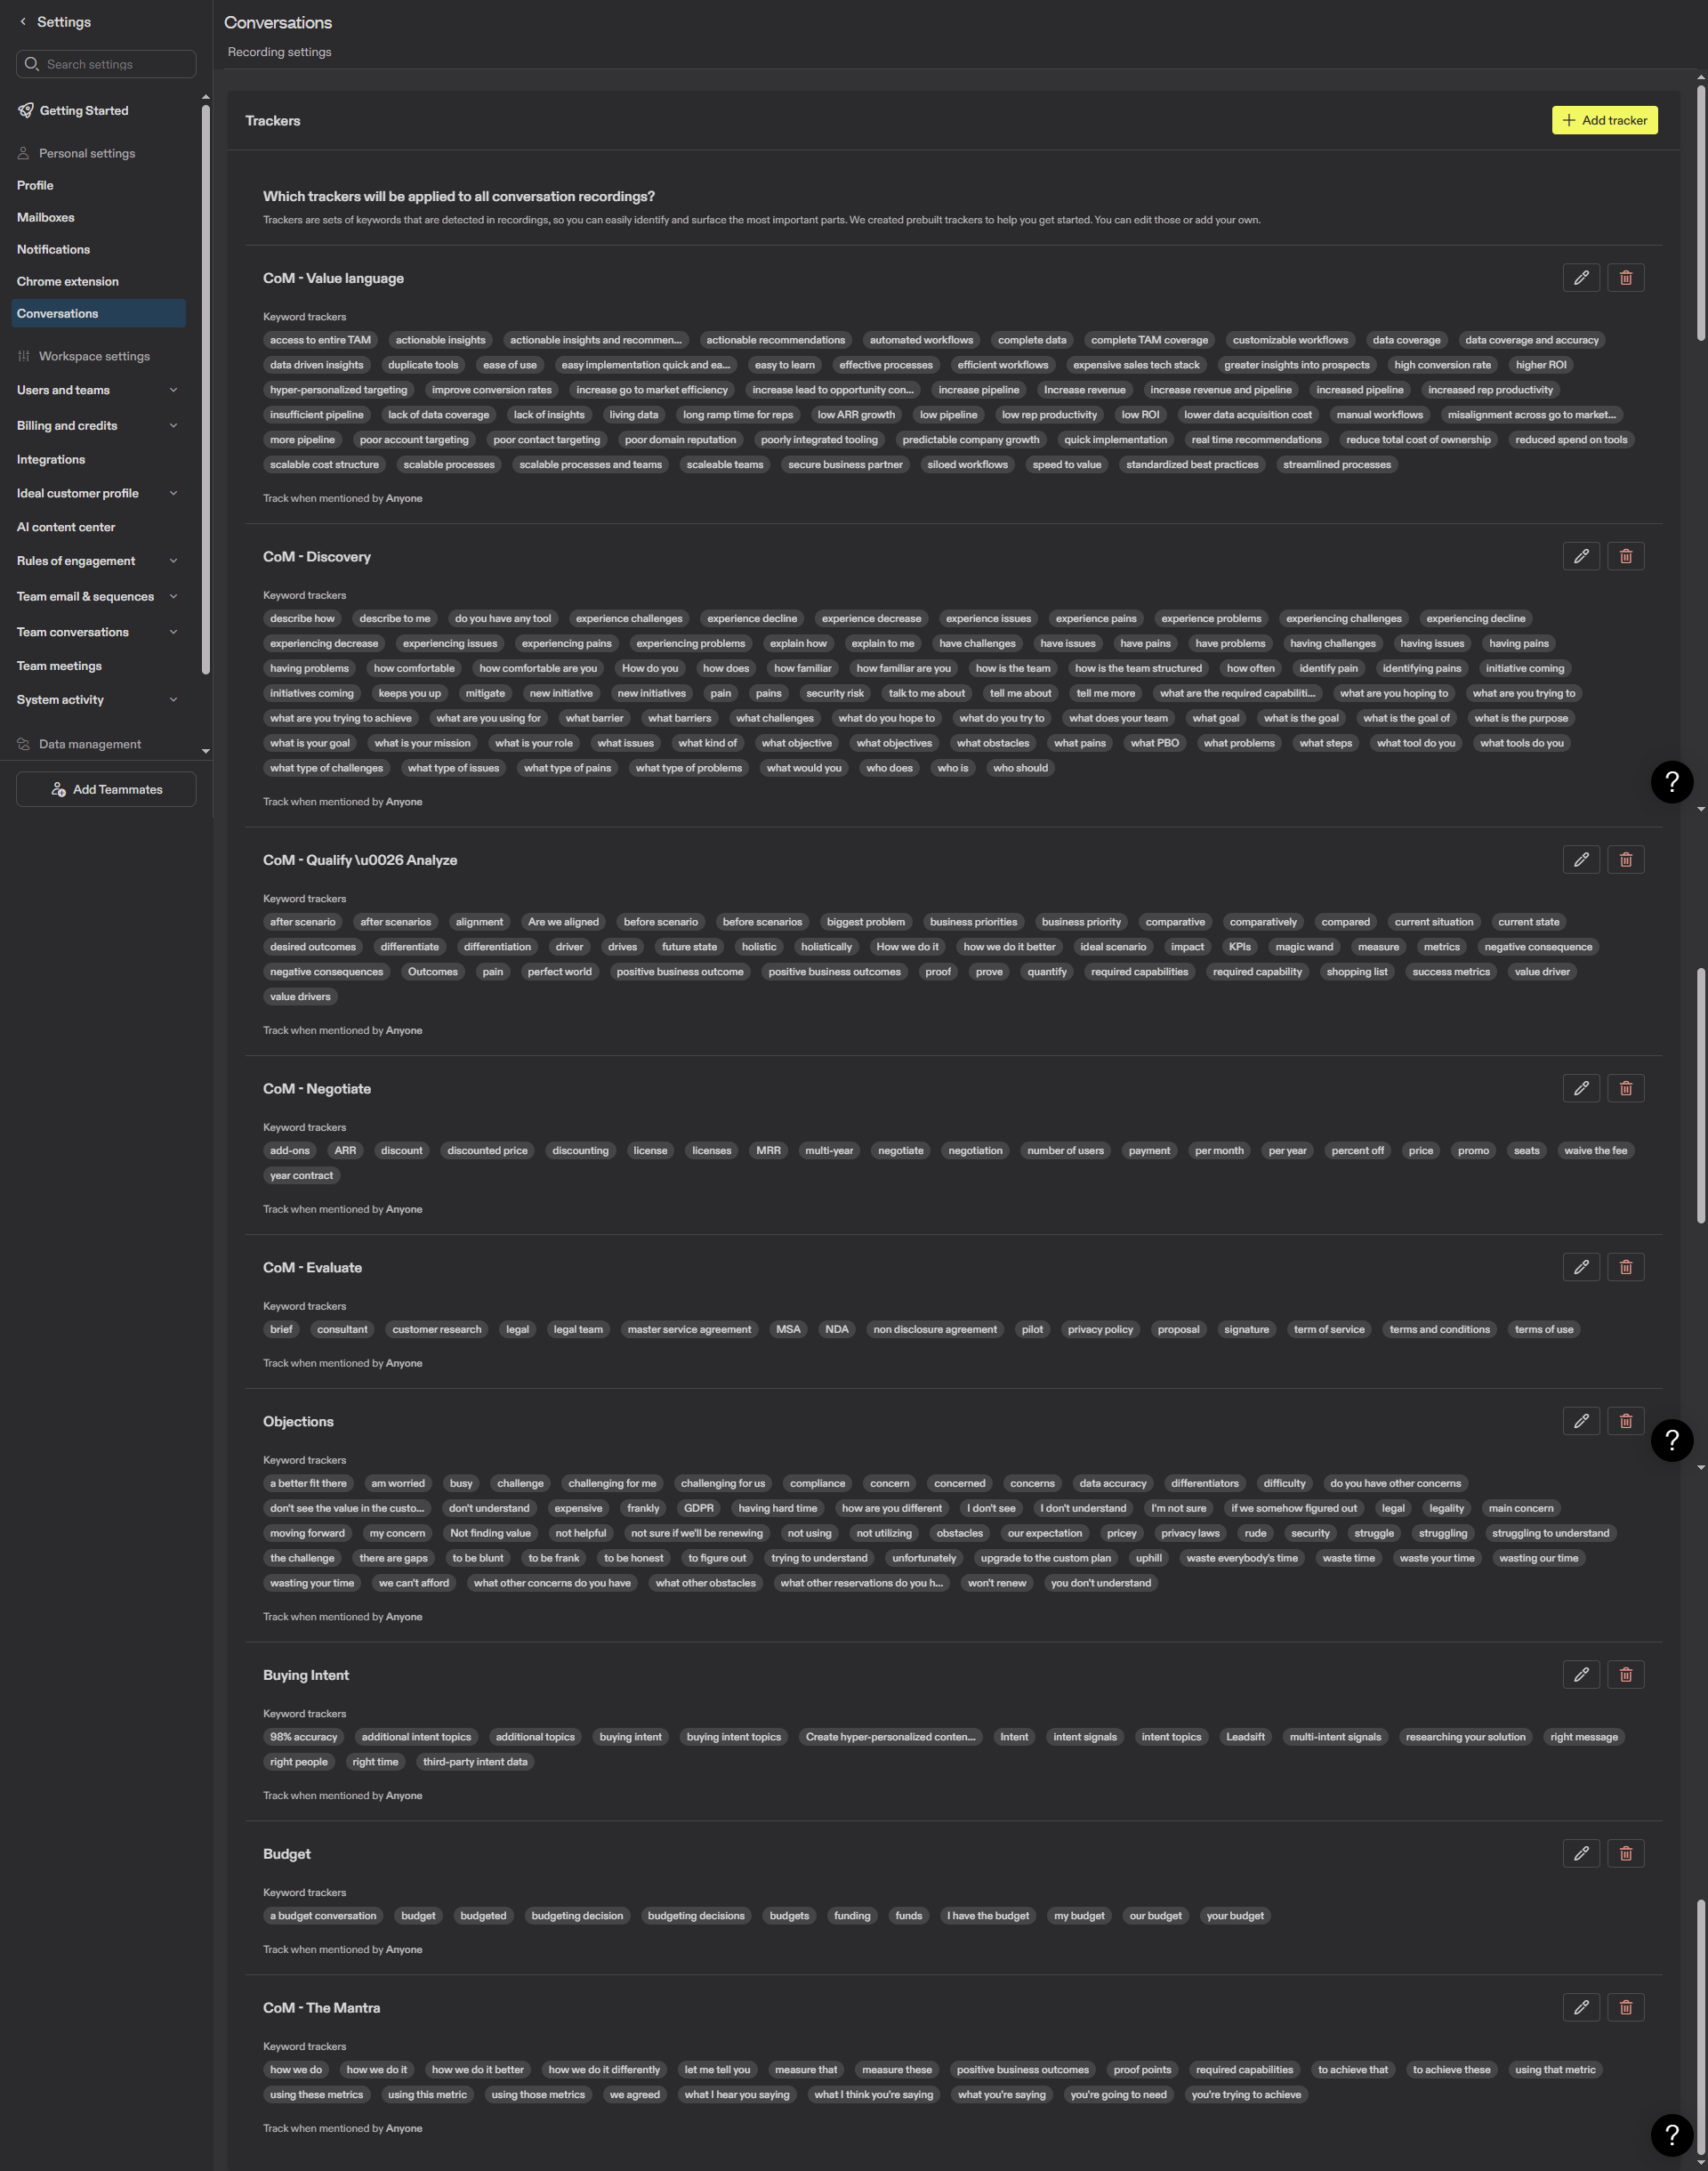 Settings
Search settings
Getting Started
Personal settings
Profile
Mailboxes
Notifications
Chrome extension
Conversations
Workspace settings
Users and teams
Billing and credits
Integrations
Ideal customer profile
AI content center
Rules of engagement
Team email & sequences
Team conversations
Team meetings
System activity
Data management
Add Teammates
Conversations
Recording settings
Trackers
Add tracker
Which trackers will be applied to all conversation recordings?
Trackers are sets of keywords that are detected in recordings, so you can easily identify and surface the most important parts. We created prebuilt trackers to help you get started. You can edit those or add your own.
CoM - Value language
Keyword trackers
access to entire TAM actionable insights actionable insights and recommen... actionable recommendations automated workflows complete data complete TAM coverage customizable workflows data coverage data coverage and accuracy
data driven insights duplicate tools ease of use easy implementation quick and ea... easy to learn effective processes efficient workflows expensive sales tech stack greater insights into prospects high conversion rate higher ROI
hyper-personalized targeting improve conversion rates increase go to market efficiency increase lead to opportunity con... increase pipeline Increase revenue increase revenue and pipeline increased pipeline increased rep productivity
insufficient pipeline lack of data coverage lack of insights living data long ramp time for reps low ARR growth low pipeline low rep productivity low ROI lower data acquisition cost manual workflows misalignment across go to market...
more pipeline poor account targeting poor contact targeting poor domain reputation poorly integrated tooling predictable company growth quick implementation real time recommendations reduce total cost of ownership reduced spend on tools
scalable cost structure scalable processes scalable processes and teams scaleable teams secure business partner siloed workflows speed to value standardized best practices streamlined processes
Track when mentioned by Anyone
CoM - Discovery
Keyword trackers
describe how describe to me do you have any tool experience challenges experience decline experience decrease experience issues experience pains experience problems experiencing challenges experiencing decline
experiencing decrease experiencing issues experiencing pains experiencing problems explain how explain to me have challenges have issues have pains have problems having challenges having issues having pains
having problems how comfortable how comfortable are you How do you how does how familiar how familiar are you how is the team how is the team structured how often identify pain identifying pains initiative coming
initiatives coming keeps you up mitigate new initiative new initiatives pain pains security risk talk to me about tell me about tell me more what are the required capabiliti... what are you hoping to what are you trying to
what are you trying to achieve what are you using for what barrier what barriers what challenges what do you hope to what do you try to what does your team what goal what is the goal what is the goal of what is the purpose
what is your goal what is your mission what is your role what issues what kind of what objective what objectives what obstacles what pains what PBO what problems what steps what tool do you what tools do you
what type of challenges what type of issues what type of pains what type of problems what would you who does who is who should
Track when mentioned by Anyone
CoM - Qualify \u0026 Analyze
Keyword trackers
after scenario after scenarios alignment Are we aligned before scenario before scenarios biggest problem business priorities business priority comparative comparatively compared current situation current state
desired outcomes differentiate differentiation driver drives future state holistic holistically How we do it how we do it better ideal scenario impact KPIs magic wand measure metrics negative consequence
negative consequences Outcomes pain perfect world positive business outcome positive business outcomes proof prove quantify required capabilities required capability shopping list success metrics value driver
value drivers
Track when mentioned by Anyone
CoM - Negotiate
Keyword trackers
add-ons ARR discount discounted price discounting license licenses MRR multi-year negotiate negotiation number of users payment per month per year percent off price promo seats waive the fee
year contract
Track when mentioned by Anyone
CoM - Evaluate
Keyword trackers
brief consultant customer research legal legal team master service agreement MSA NDA non disclosure agreement pilot privacy policy proposal signature term of service terms and conditions terms of use
Track when mentioned by Anyone
Objections
Keyword trackers
a better fit there am worried busy challenge challenging for me challenging for us compliance concern concerned concerns data accuracy differentiators difficulty do you have other concerns
don't see the value in the custo... don't understand expensive frankly GDPR having hard time how are you different I don't see I don't understand I'm not sure if we somehow figured out legal legality main concern
moving forward my concern Not finding value not helpful not sure if we'll be renewing not using not utilizing obstacles our expectation pricey privacy laws rude security struggle struggling struggling to understand
the challenge there are gaps to be blunt to be frank to be honest to figure out trying to understand unfortunately upgrade to the custom plan uphill waste everybody's time waste time waste your time wasting our time
wasting your time we can't afford what other concerns do you have what other obstacles what other reservations do you h... won't renew you don't understand
Track when mentioned by Anyone
Buying Intent
Keyword trackers
98% accuracy additional intent topics additional topics buying intent buying intent topics Create hyper-personalized conten... Intent intent signals intent topics Leadsift multi-intent signals researching your solution right message
right people right time third-party intent data
Track when mentioned by Anyone
Budget
Keyword trackers
a budget conversation budget budgeted budgeting decision budgeting decisions budgets funding funds I have the budget my budget our budget your budget
Track when mentioned by Anyone
CoM - The Mantra
Keyword trackers
how we do how we do it how we do it better how we do it differently let me tell you measure that measure these positive business outcomes proof points required capabilities to achieve that to achieve these using that metric
using these metrics using this metric using those metrics we agreed what I hear you saying what I think you're saying what you're saying you're going to need you're trying to achieve
Track when mentioned by Anyone
?
?
?